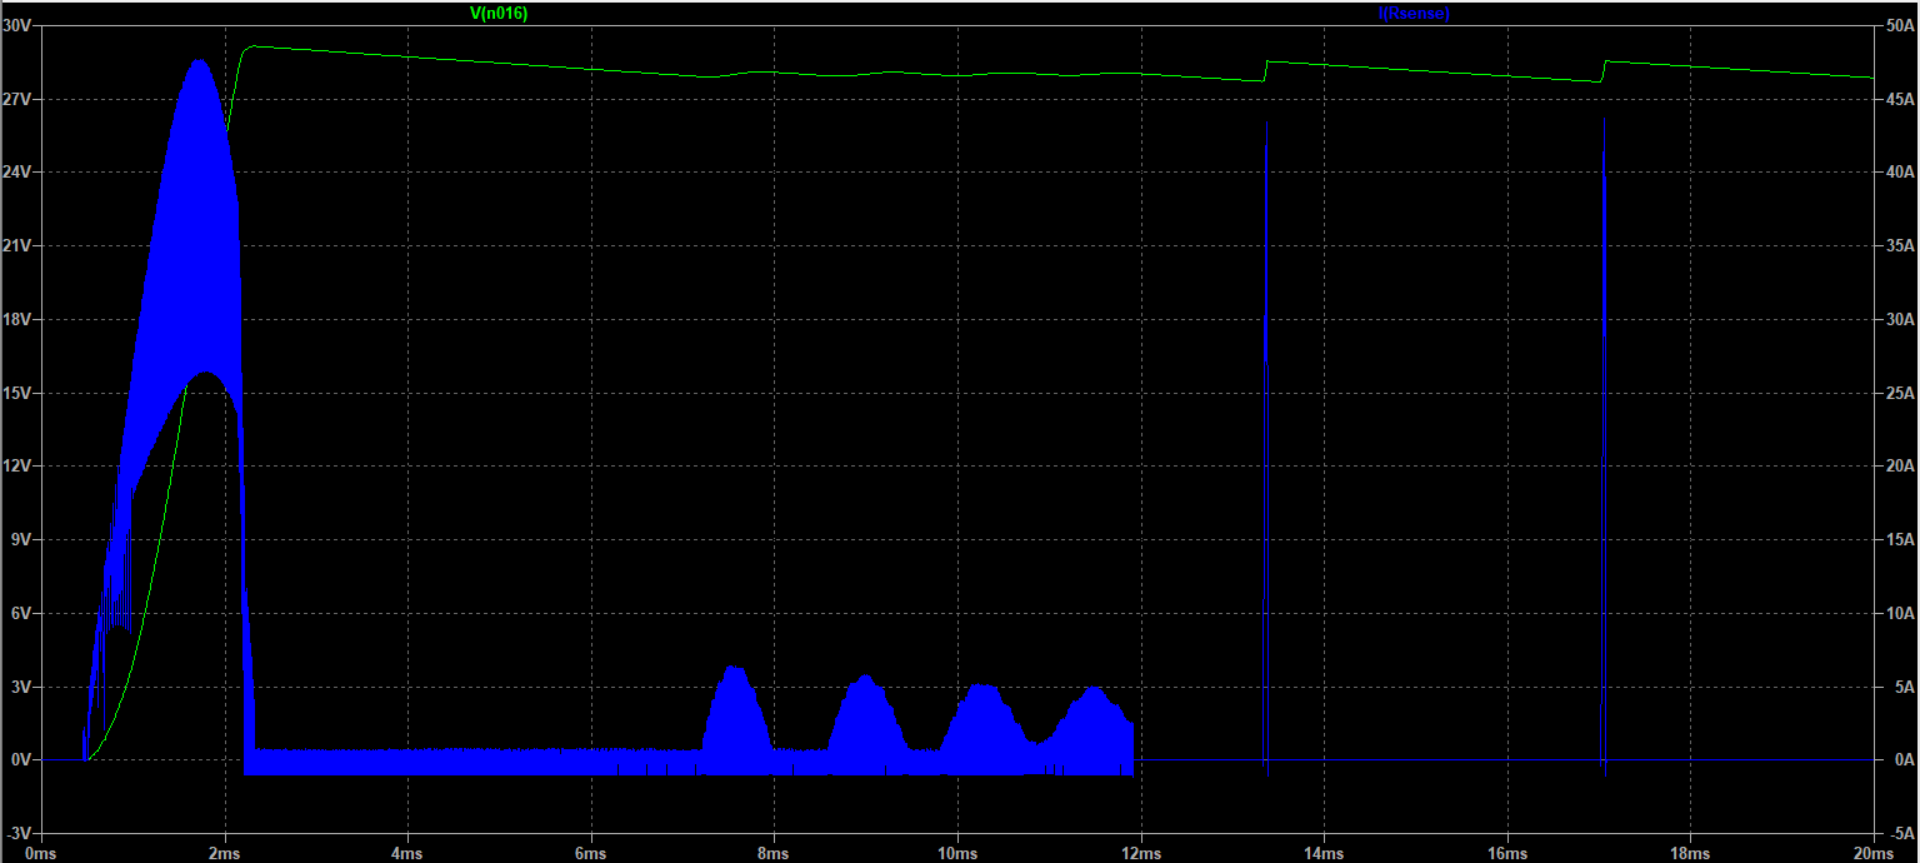 V(n016) I(Rsense)
30V 50A
27V 45A
24V 40A
21V 35A
18V 30A
15V 25A
12V 20A
9V 15A
6V 10A
3V 5A
0V 0A
-3V -5A
0ms 2ms 4ms 6ms 8ms 10ms 12ms 14ms 16ms 18ms 20ms